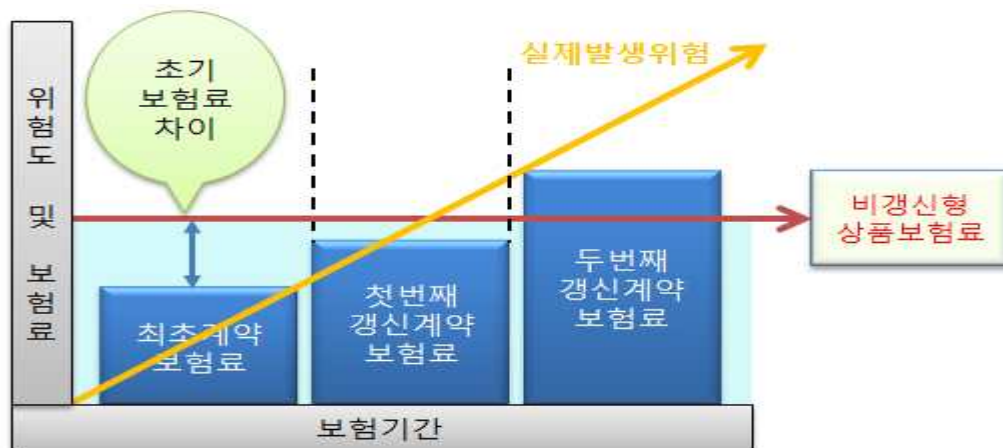 초기
보험료
차이
실제발생위험
위험도 및 보험료
비갱신형
상품보험료
최초계약
보험료
첫번째
갱신계약
보험료
두번째
갱신계약
보험료
보험기간